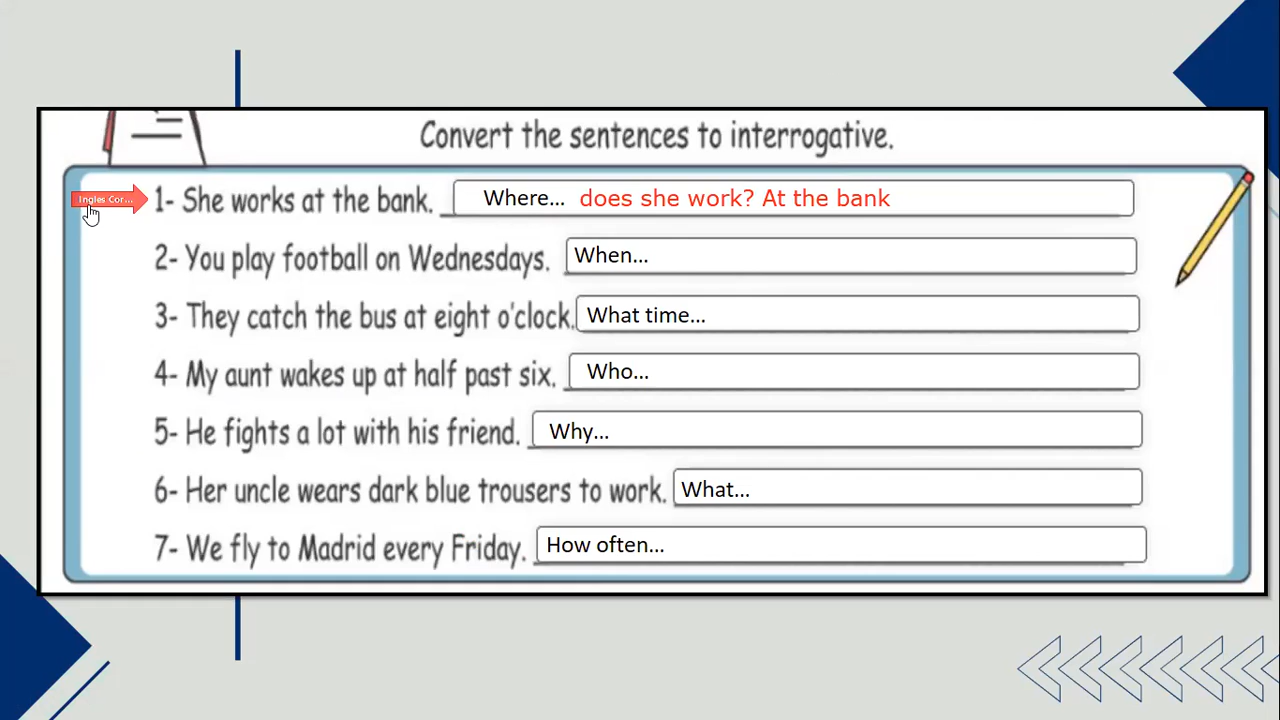 Convert the sentences to interrogative.
Ingles Cor...
1- She works at the bank. Where... does she work? At the bank
2- You play football on Wednesdays. When...
3- They catch the bus at eight o'clock. What time...
4- My aunt wakes up at half past six. Who...
5- He fights a lot with his friend. Why...
6- Her uncle wears dark blue trousers to work. What...
7- We fly to Madrid every Friday. How often...